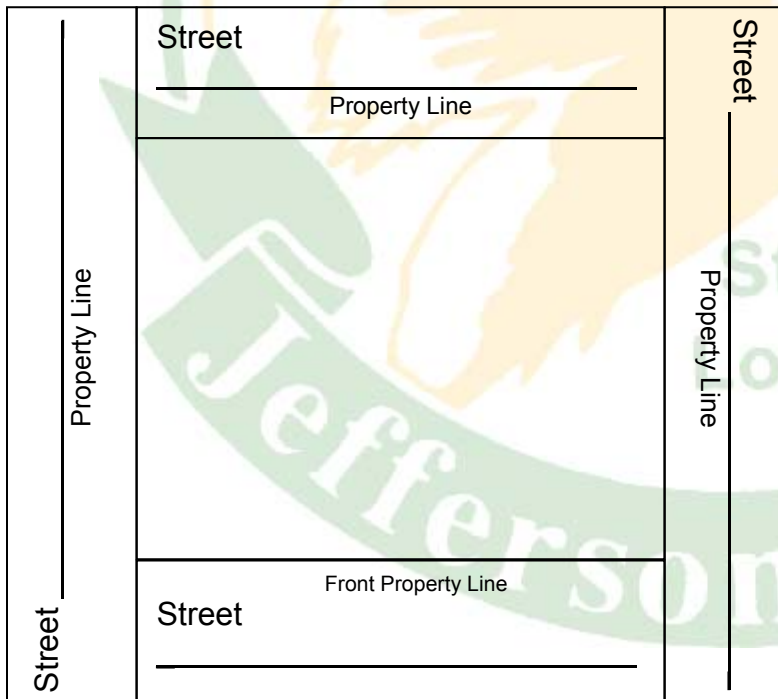 Street
Property Line
Street
Property Line
Street
Property Line
Front Property Line
Street
Jefferson